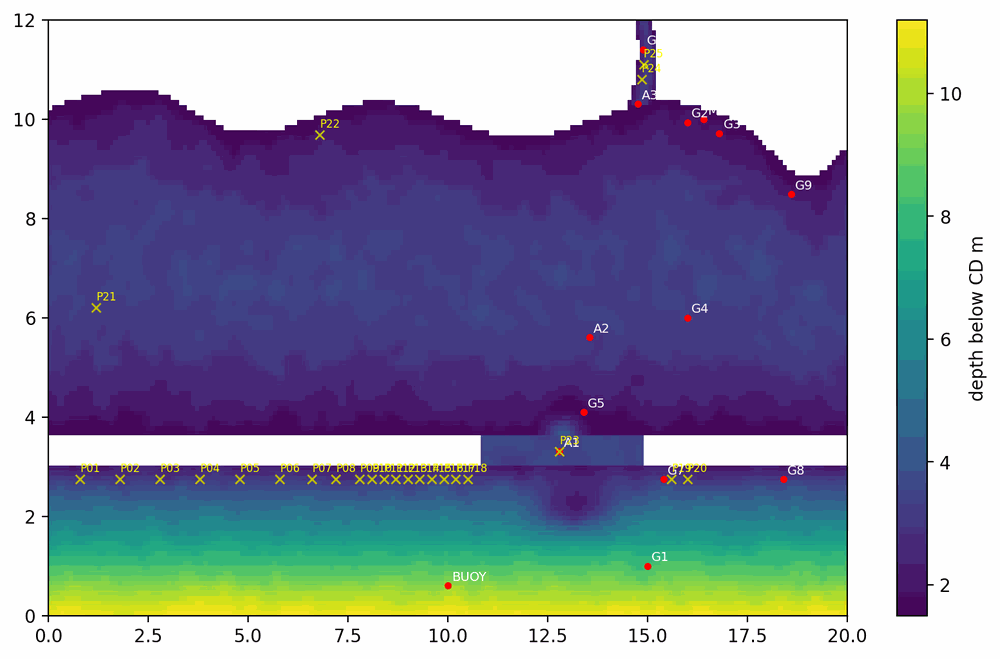 12
10
8
6
4
2
0
0.0 2.5 5.0 7.5 10.0 12.5 15.0 17.5 20.0
G
P25
P24
A3
G2
G3
P22
G9
P21
G4
A2
G5
A1
P01 P02 P03 P04 P05 P06 P07 P08
P18
G7
P20
G8
G1
BUOY
10
8
6
4
2
depth below CD m